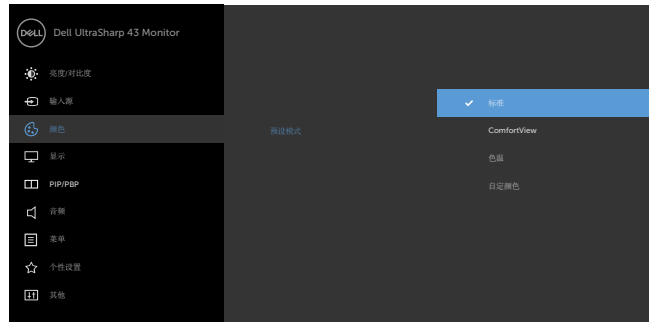 DELL Dell UltraSharp 43 Monitor
亮度/对比度
输入源
颜色
显示
PIP/PBP
音频
菜单
个性设置
其他
预设模式
标准
ComfortView
色温
自定颜色